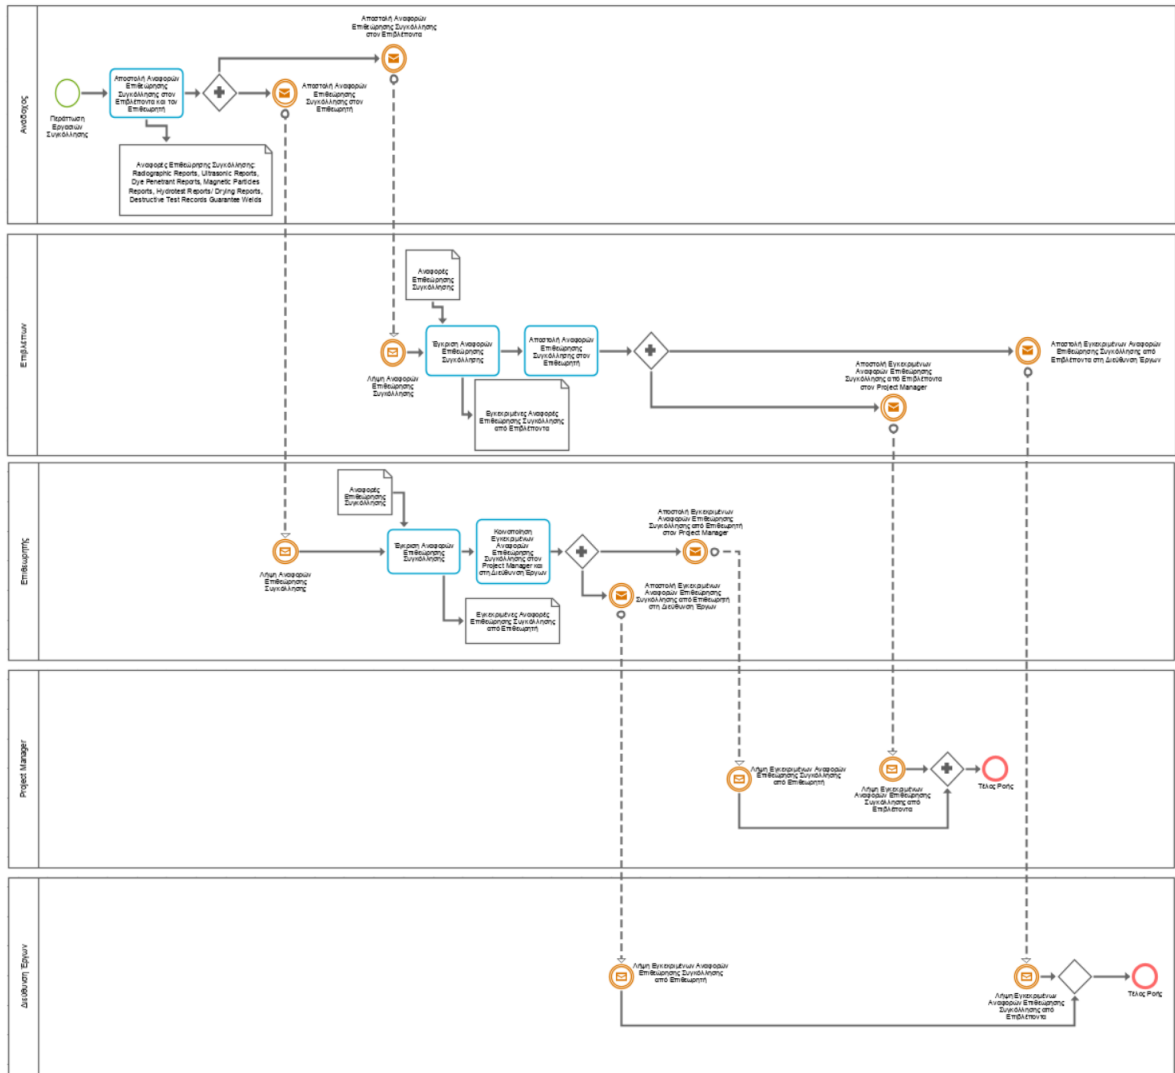 Ανάδοχος
Περάτωση
Εργασιών
Συγκόλλησης
Αποστολή Αναφορών
Επιθεώρησης
Συγκόλλησης στον
Επιβλέποντα και τον
Επιθεωρητή
Αποστολή Αναφορών
Επιθεώρησης Συγκόλλησης
στον Επιβλέποντα
Αποστολή Αναφορών
Επιθεώρησης
Συγκόλλησης στον
Επιθεωρητή
Αναφορές Επιθεώρησης Συγκόλλησης:
Radiographic Reports, Ultrasonic Reports,
Dye Penetrant Reports, Magnetic Particles
Reports, Hydrotest Reports/ Drying Reports,
Destructive Test Records Guarantee Welds
Επιβλέπων
Αναφορές
Επιθεώρησης
Συγκόλλησης
Λήψη Αναφορών
Επιθεώρησης
Συγκόλλησης
Έγκριση Αναφορών
Επιθεώρησης
Συγκόλλησης
Αποστολή Αναφορών
Επιθεώρησης
Συγκόλλησης στον
Επιθεωρητή
Εγκεκριμένες Αναφορές
Επιθεώρησης Συγκόλλησης
από Επιβλέποντα
Αποστολή Εγκεκριμένων
Αναφορών Επιθεώρησης
Συγκόλλησης από Επιβλέποντα
στον Project Manager
Αποστολή Εγκεκριμένων Αναφορών
Επιθεώρησης Συγκόλλησης από
Επιβλέποντα στη Διεύθυνση Έργων
Επιθεωρητής
Αναφορές
Επιθεώρησης
Συγκόλλησης
Λήψη Αναφορών
Επιθεώρησης
Συγκόλλησης
Έγκριση Αναφορών
Επιθεώρησης
Συγκόλλησης
Κοινοποίηση
Εγκεκριμένων
Αναφορών
Επιθεώρησης
Συγκόλλησης στον
Project Manager και
στη Διεύθυνση Έργων
Εγκεκριμένες Αναφορές
Επιθεώρησης Συγκόλλησης
από Επιθεωρητή
Αποστολή Εγκεκριμένων
Αναφορών Επιθεώρησης
Συγκόλλησης από Επιθεωρητή
στον Project Manager
Αποστολή Εγκεκριμένων
Αναφορών Επιθεώρησης
Συγκόλλησης από Επιθεωρητή
στη Διεύθυνση Έργων
Project Manager
Λήψη Εγκεκριμένων Αναφορών
Επιθεώρησης Συγκόλλησης
από Επιθεωρητή
Λήψη Εγκεκριμένων
Αναφορών Επιθεώρησης
Συγκόλλησης από
Επιβλέποντα
Τέλος Ροής
Διεύθυνση Έργων
Λήψη Εγκεκριμένων Αναφορών
Επιθεώρησης Συγκόλλησης
από Επιθεωρητή
Λήψη Εγκεκριμένων
Αναφορών Επιθεώρησης
Συγκόλλησης από
Επιβλέποντα
Τέλος Ροής